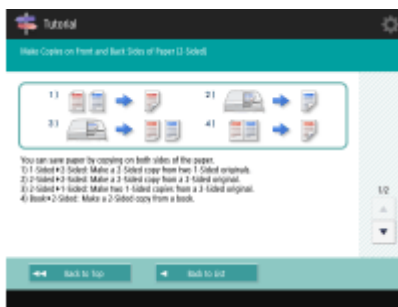 Tutorial
Make Copies on Front and Back Sides of Paper (2-Sided)
1) 2)
3) 4)
You can save paper by copying on both sides of the paper.
1) 1-Sided▸2-Sided: Make a 2-Sided copy from two 1-Sided originals.
2) 2-Sided▸2-Sided: Make a 2-Sided copy from a 2-Sided original.
3) 2-Sided▸1-Sided: Make two 1-Sided copies from a 2-Sided original.
4) Book▸2-Sided: Make a 2-Sided copy from a book.
1/2
Back to Top
Back to List